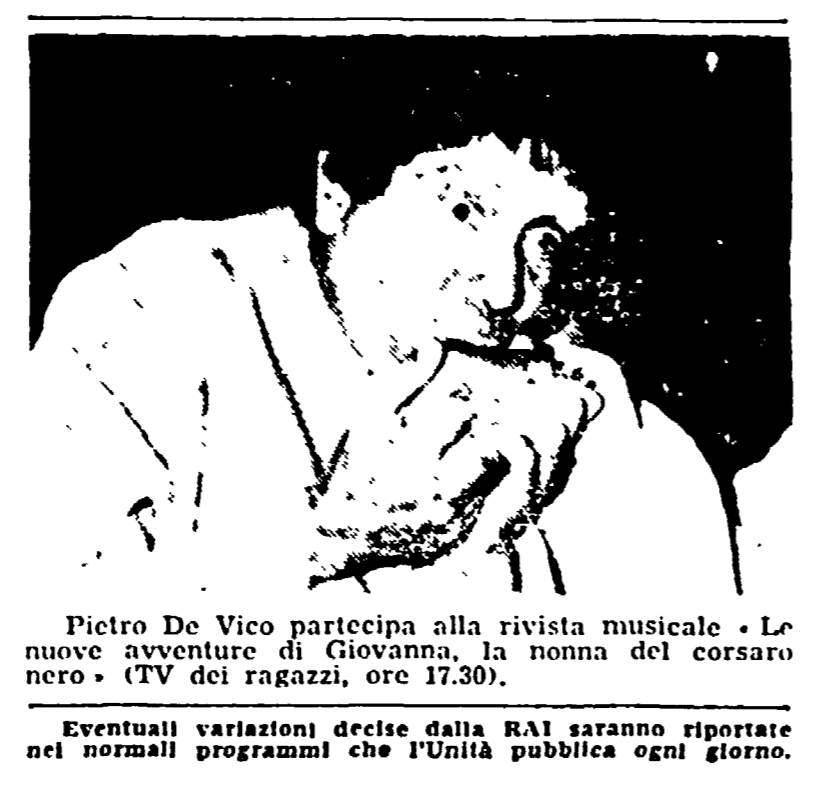 Pietro De Vico partecipa alla rivista musicale « Le
nuove avventure di Giovanna, la nonna del corsaro
nero » (TV dei ragazzi, ore 17.30).
Eventuali variazioni decise dalla RAI saranno riportate
nei normali programmi che l'Unità pubblica ogni giorno.